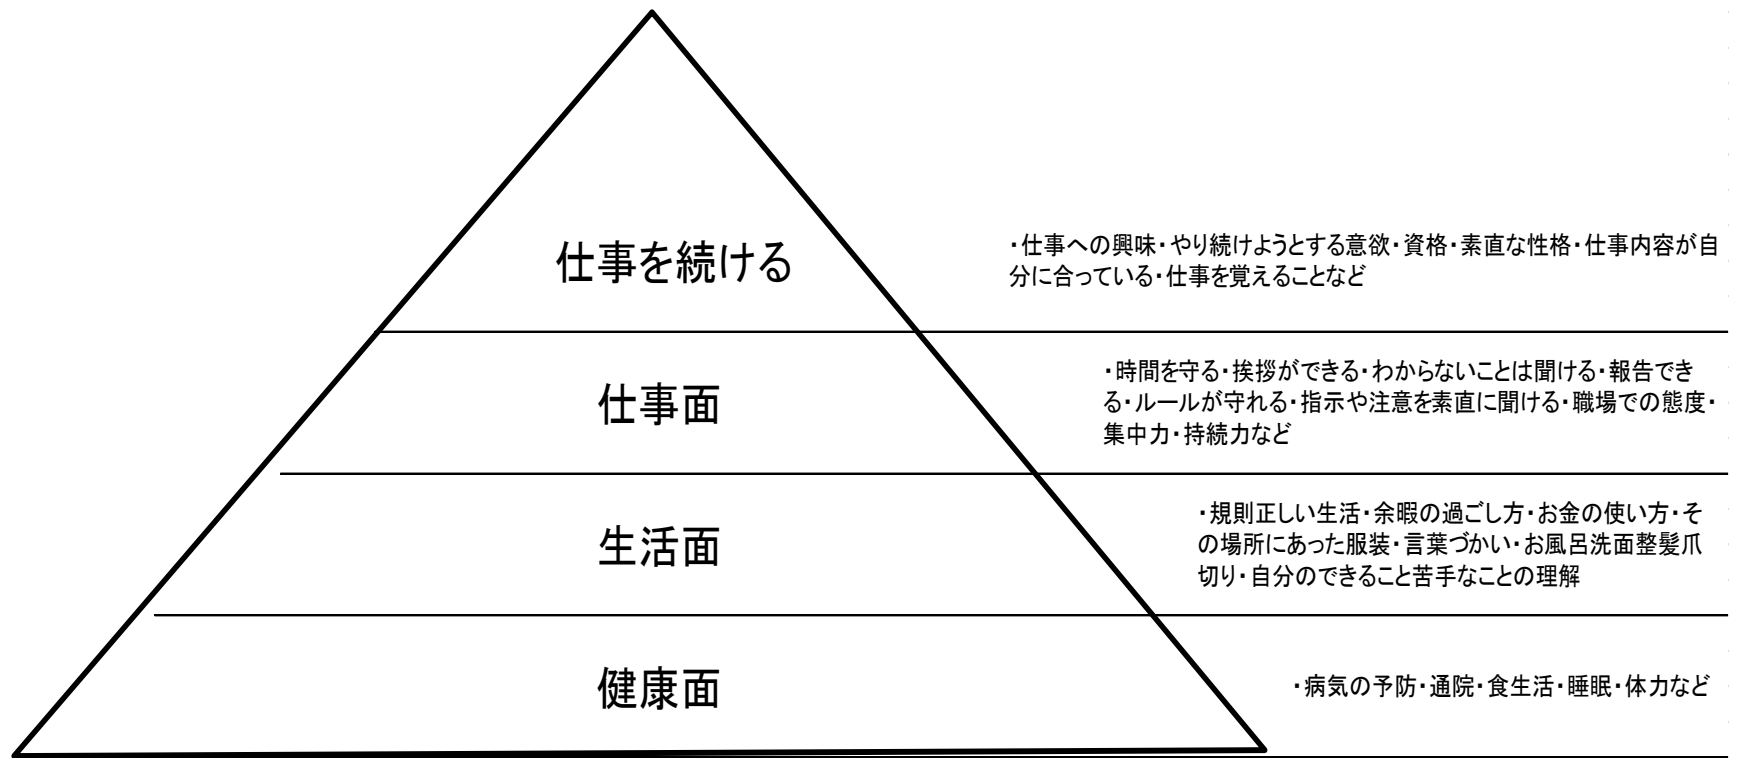 仕事を続ける
・仕事への興味・やり続けようとする意欲・資格・素直な性格・仕事内容が自
分に合っている・仕事を覚えることなど
仕事面
・時間を守る・挨拶ができる・わからないことは聞ける・報告でき
る・ルールが守れる・指示や注意を素直に聞ける・職場での態度・
集中力・持続力など
生活面
・規則正しい生活・余暇の過ごし方・お金の使い方・そ
の場所にあった服装・言葉づかい・お風呂洗面整髪爪
切り・自分のできること苦手なことの理解
健康面
・病気の予防・通院・食生活・睡眠・体力など